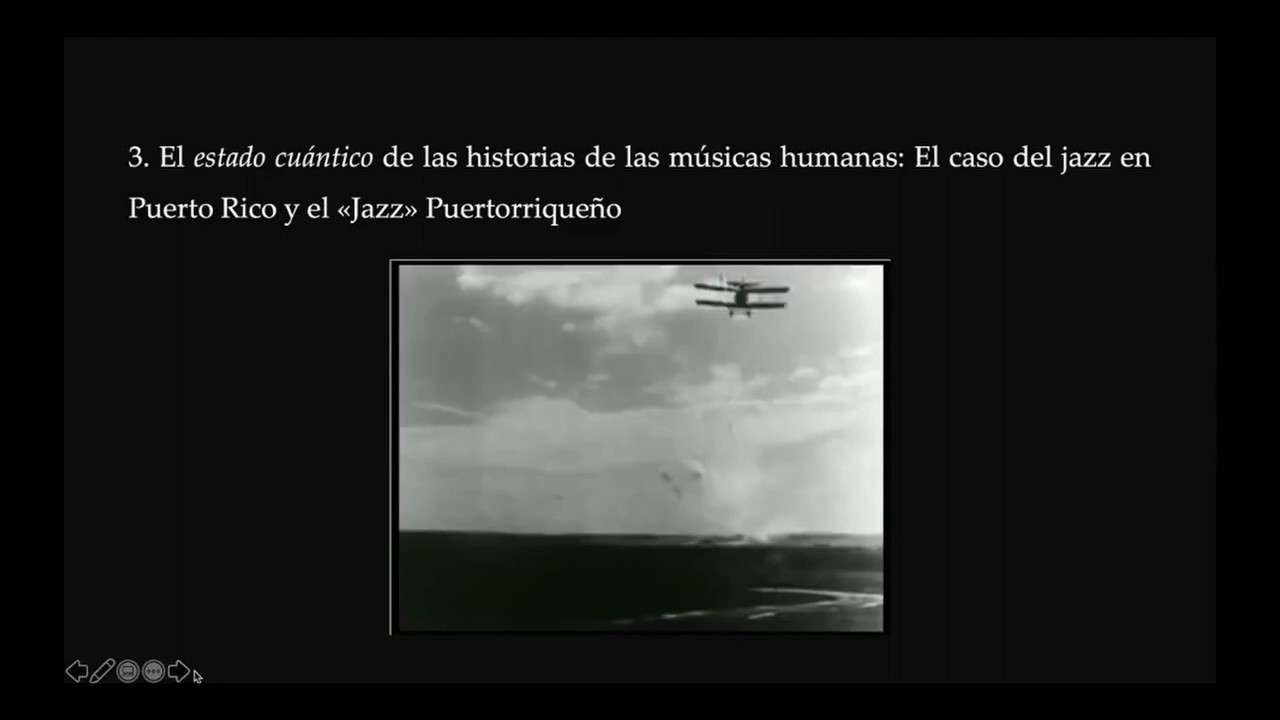 3. El estado cuántico de las historias de las músicas humanas: El caso del jazz en
Puerto Rico y el «Jazz» Puertorriqueño